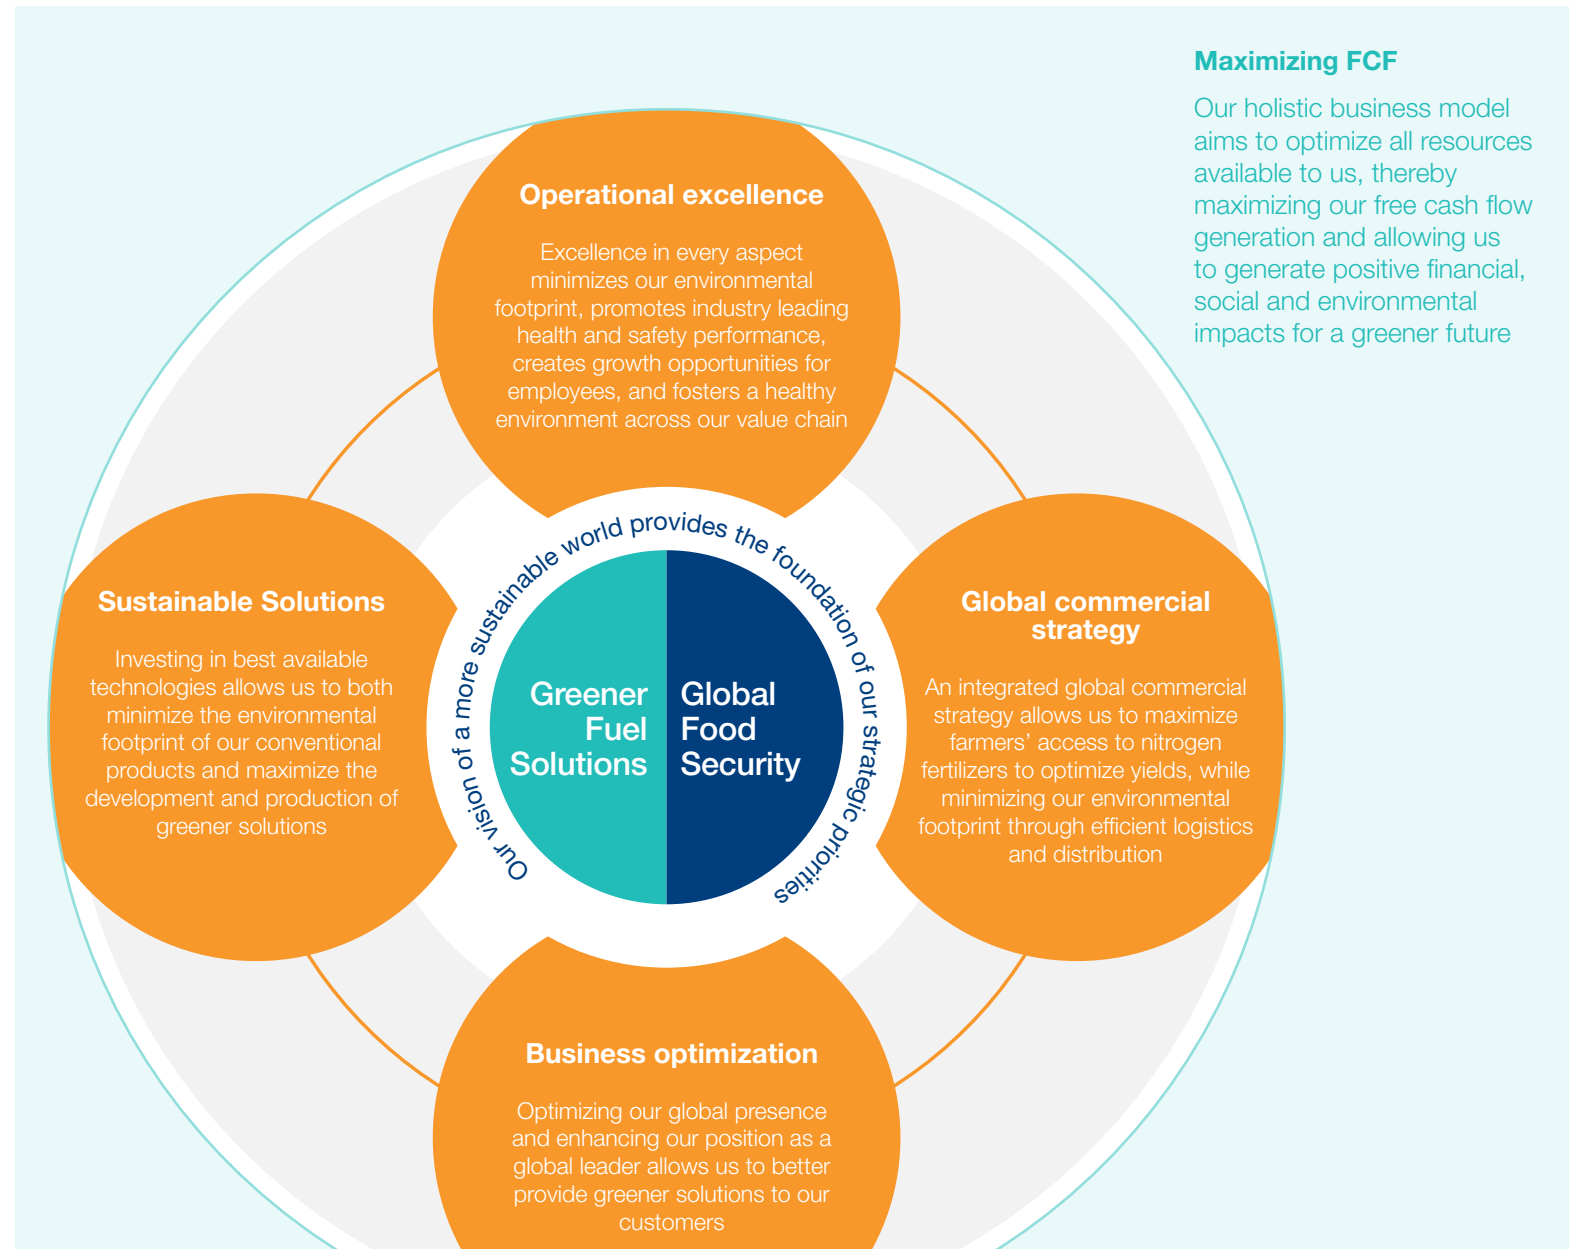 Maximizing FCF
Our holistic business model
aims to optimize all resources
available to us, thereby
maximizing our free cash flow
generation and allowing us
to generate positive financial,
social and environmental
impacts for a greener future
Operational excellence
Excellence in every aspect
minimizes our environmental
footprint, promotes industry leading
health and safety performance,
creates growth opportunities for
employees, and fosters a healthy
environment across our value chain
Sustainable Solutions
Investing in best available
technologies allows us to both
minimize the environmental
footprint of our conventional
products and maximize the
development and production of
greener solutions
Our vision of a more sustainable world provides the foundation of our strategic priorities
Greener
Fuel
Solutions
Global
Food
Security
Global commercial
strategy
An integrated global commercial
strategy allows us to maximize
farmers’ access to nitrogen
fertilizers to optimize yields, while
minimizing our environmental
footprint through efficient logistics
and distribution
Business optimization
Optimizing our global presence
and enhancing our position as a
global leader allows us to better
provide greener solutions to our
customers